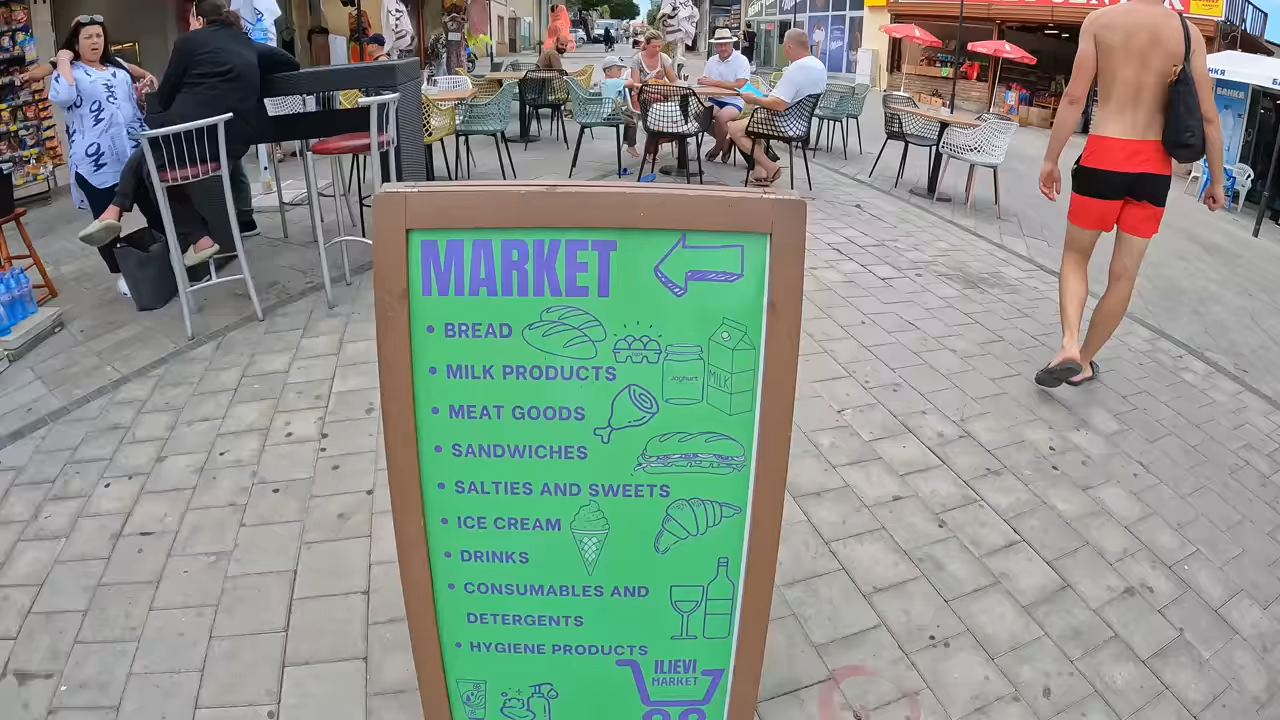 MARKET
• BREAD
• MILK PRODUCTS
Joghurt
MILK
• MEAT GOODS
• SANDWICHES
• SALTIES AND SWEETS
• ICE CREAM
• DRINKS
• CONSUMABLES AND
DETERGENTS
• HYGIENE PRODUCTS
ILIEVI
MARKET
БАНКА